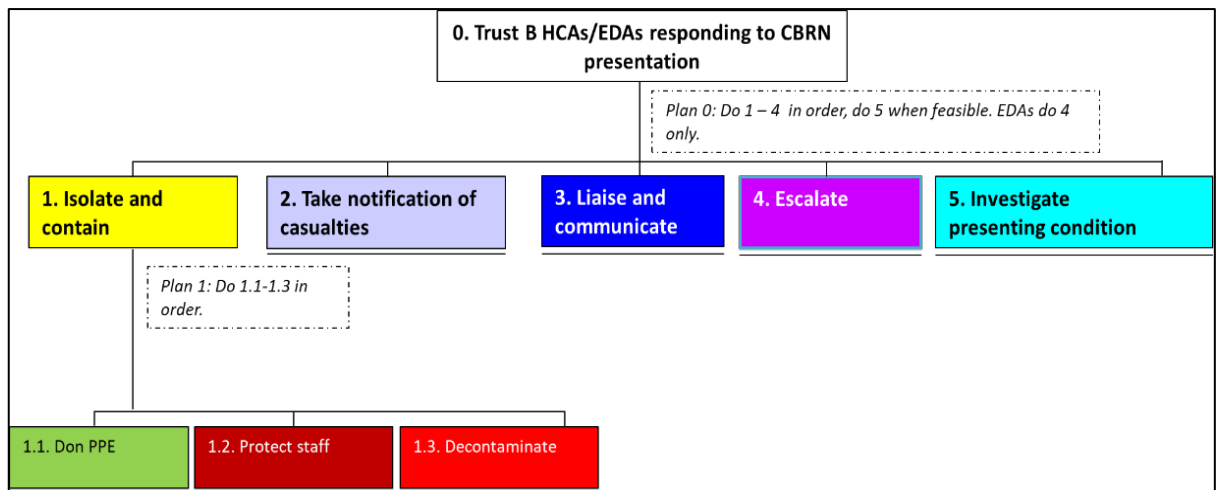 0. Trust B HCAs/EDAs responding to CBRN
presentation
Plan 0: Do 1 – 4 in order, do 5 when feasible. EDAs do 4
only.
1. Isolate and
contain
2. Take notification of
casualties
3. Liaise and
communicate
4. Escalate
5. Investigate
presenting condition
Plan 1: Do 1.1-1.3 in
order.
1.1. Don PPE
1.2. Protect staff
1.3. Decontaminate